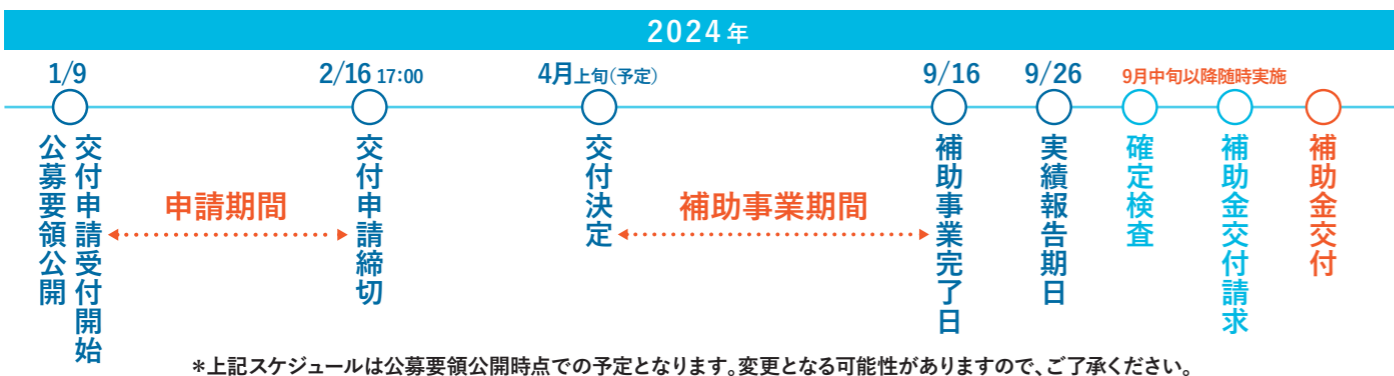 2024年
1/9
2/16 17:00
4月上旬(予定)
9/16
9/26
9月中旬以降随時実施
交付申請受付開始
公募要領公開
申請期間
交付申請締切
交付決定
補助事業期間
補助事業完了日
実績報告期日
確定検査
補助金交付請求
補助金交付
*上記スケジュールは公募要領公開時点での予定となります。変更となる可能性がありますので、ご了承ください。